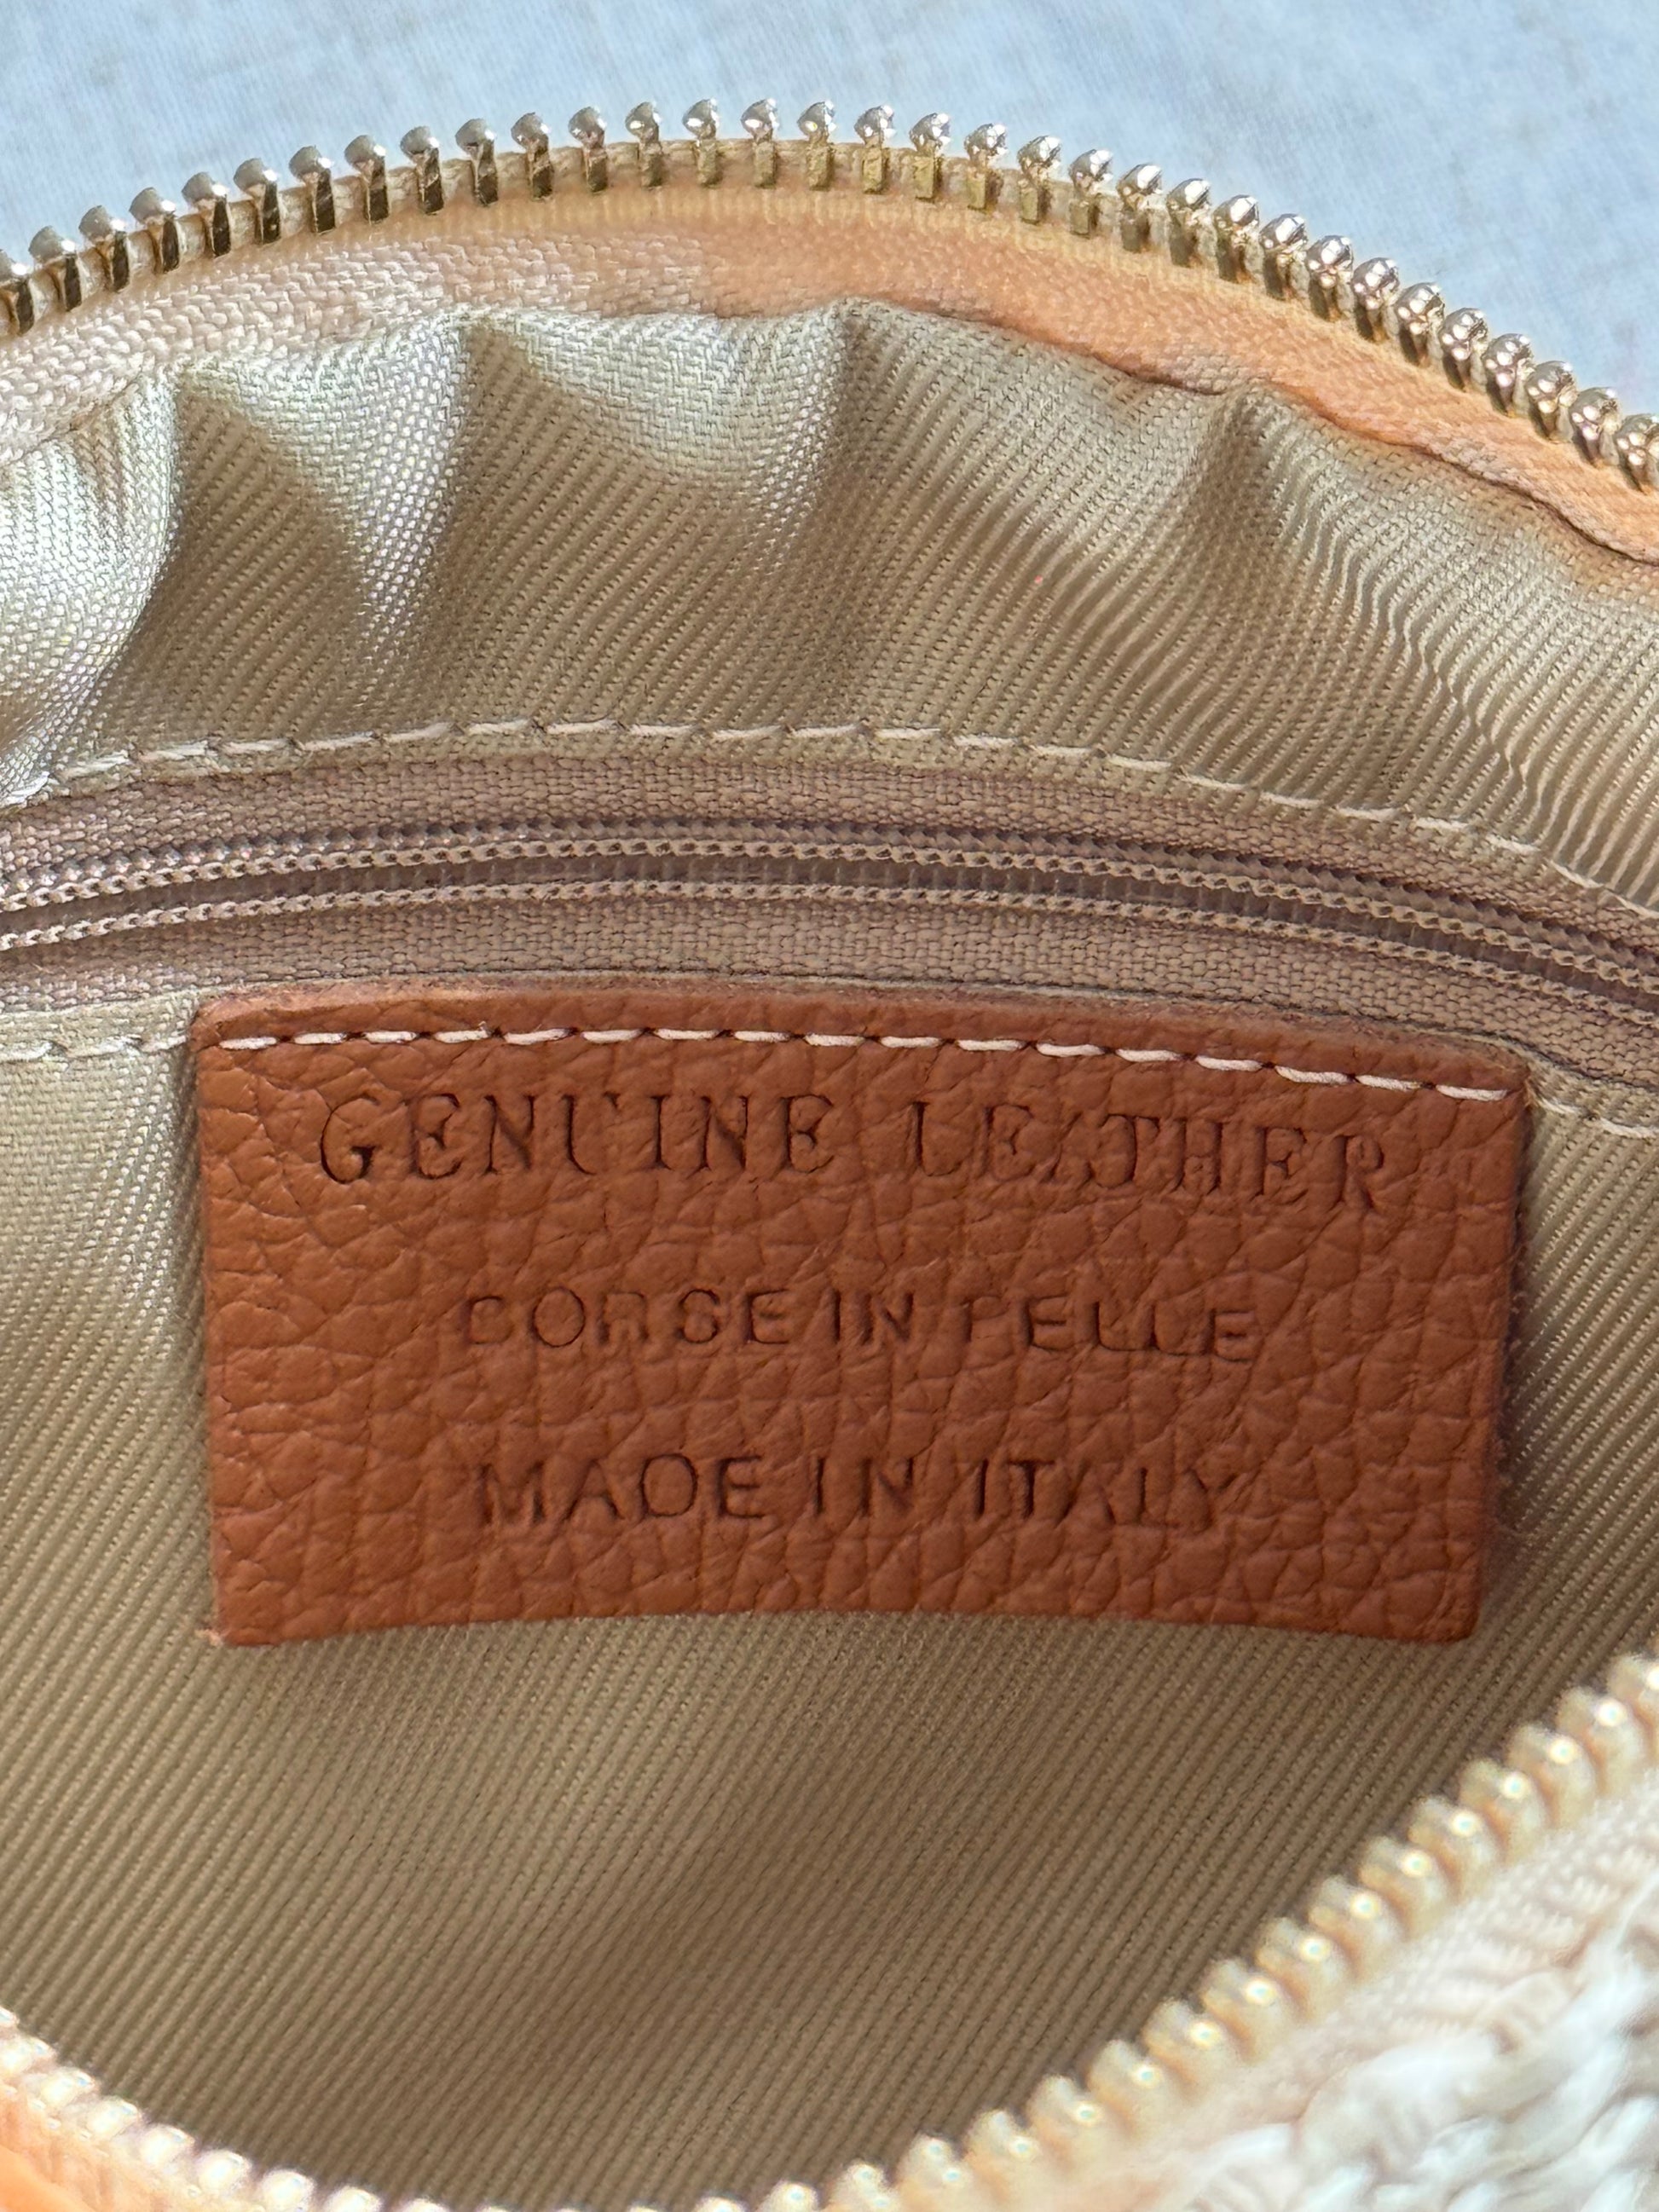 GENUINE LEATHER
BORSE IN PELLE
MADE IN ITALY